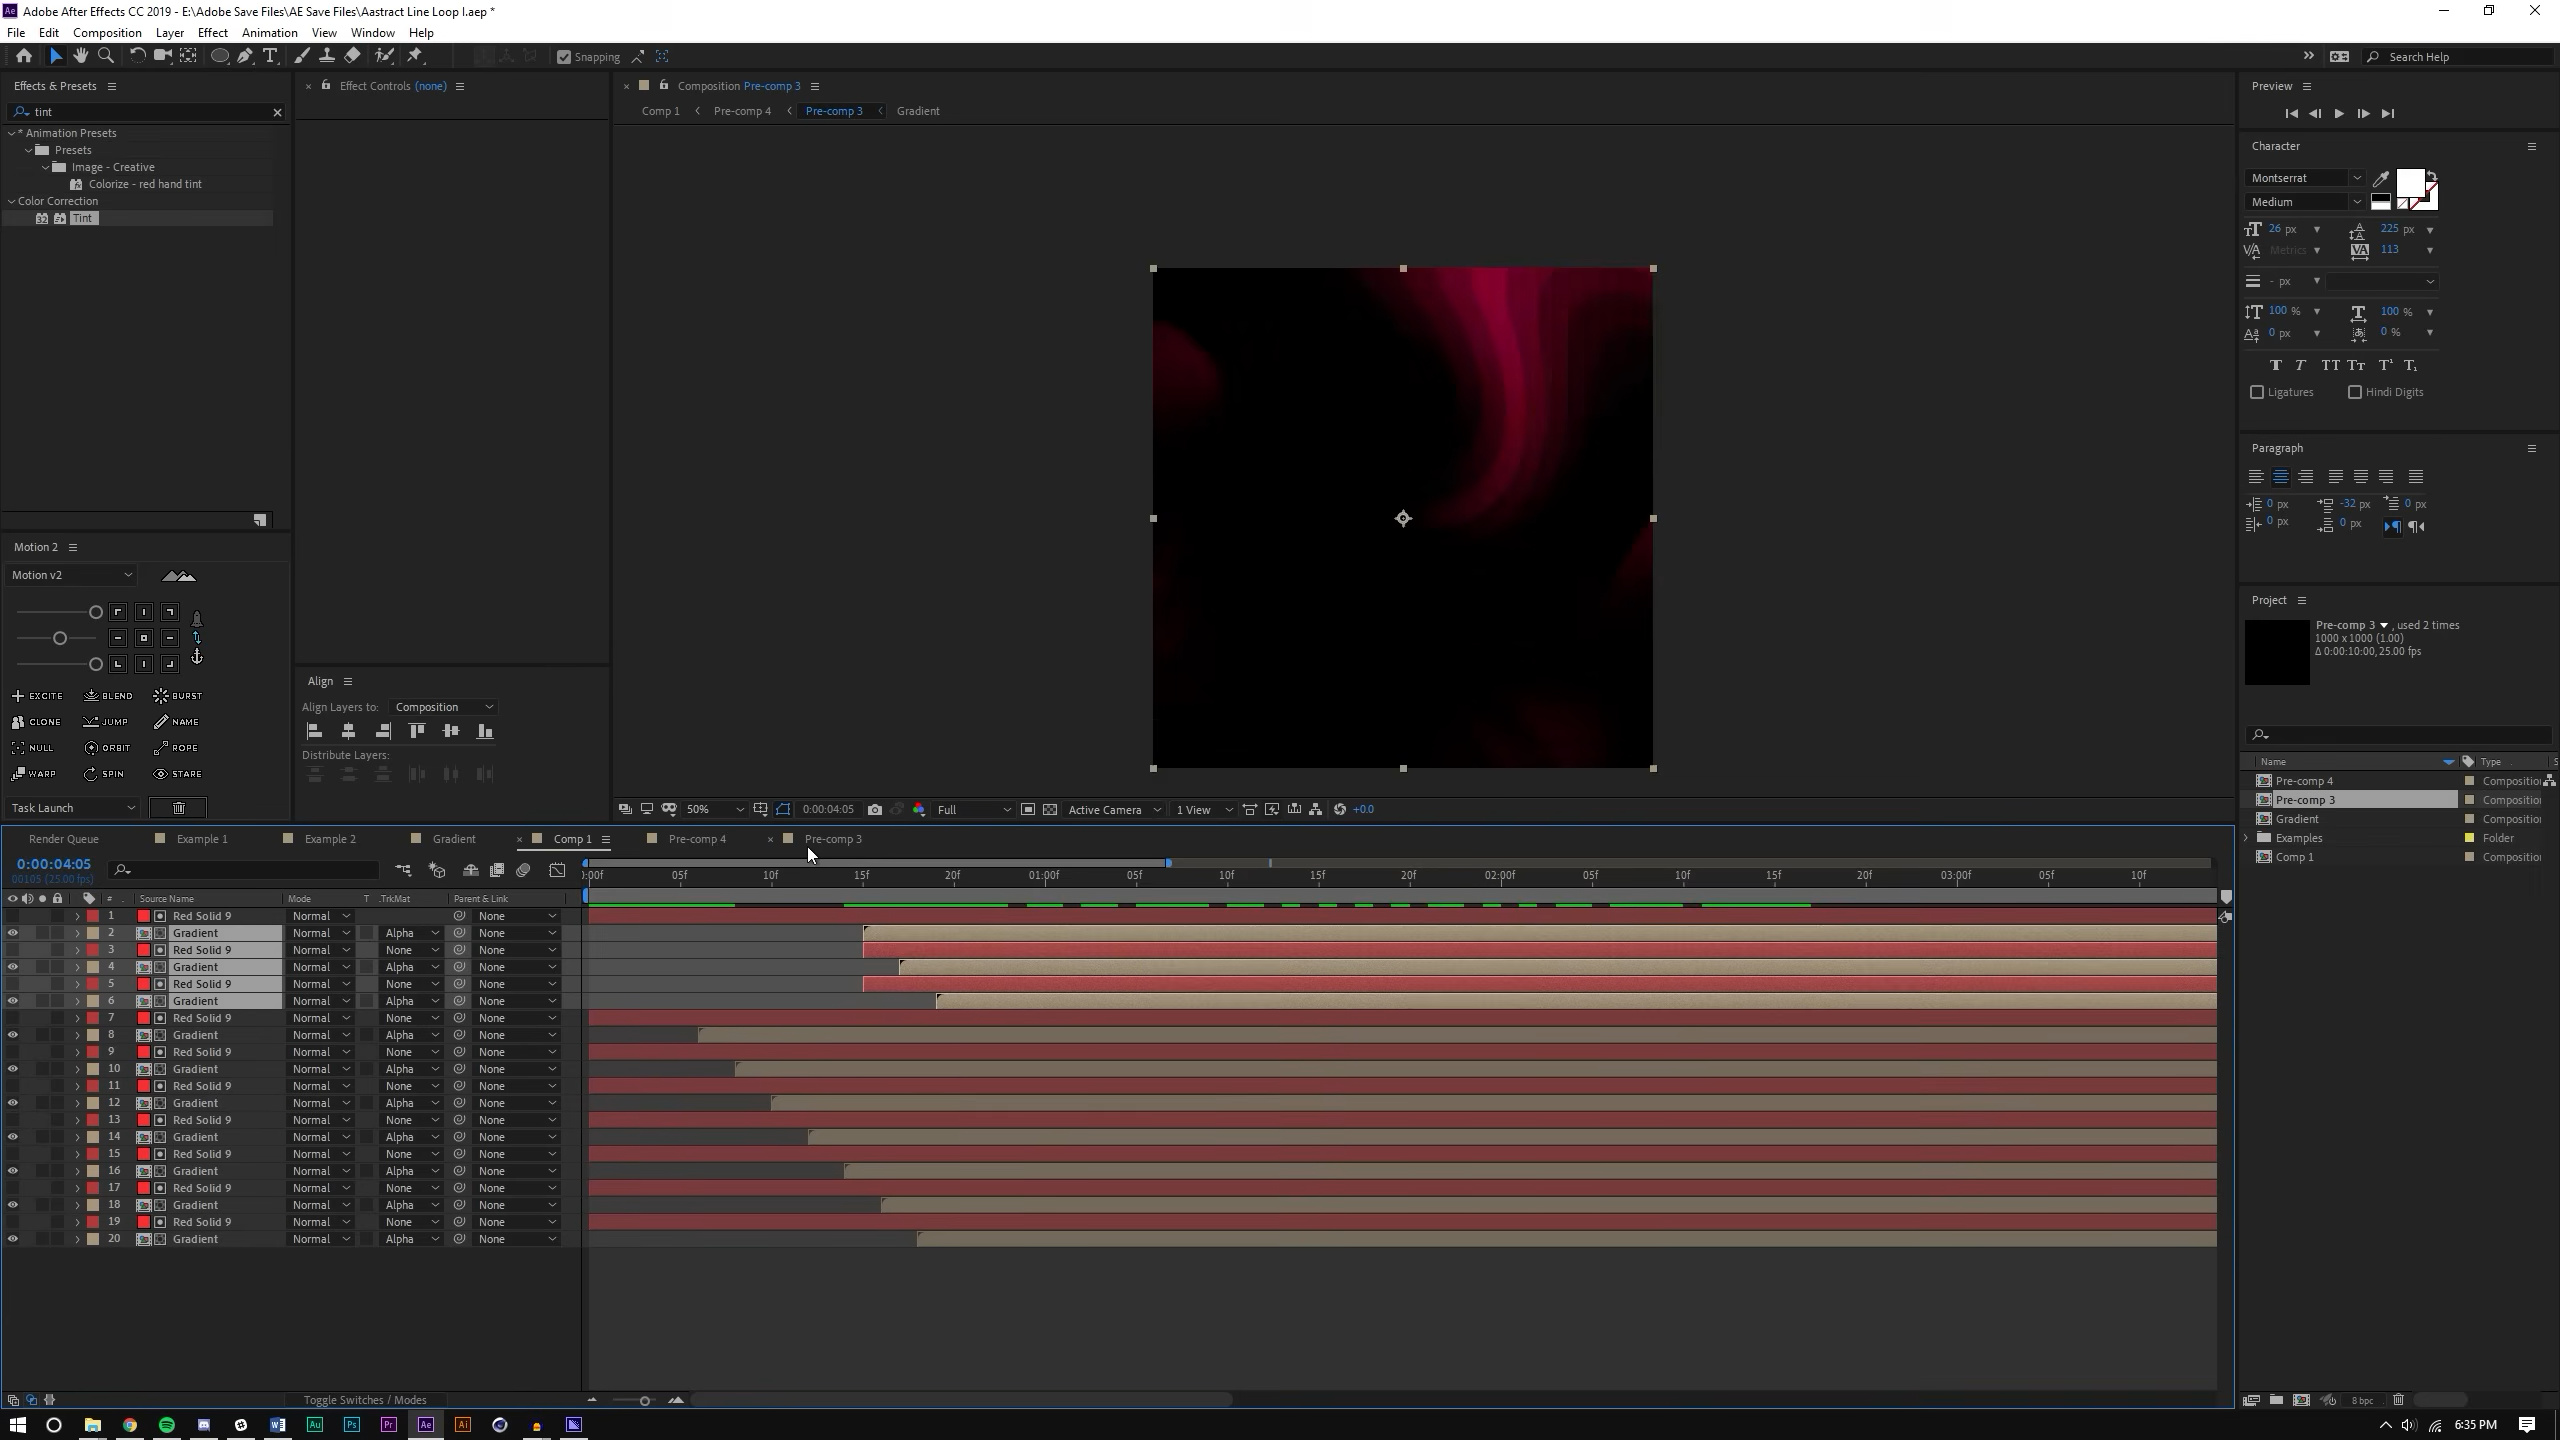 Adobe After Effects CC 2019 - E:\Adobe Save Files\AE Save Files\Aastract Line Loop I.aep *
File Edit Composition Layer Effect Animation View Window Help
Snapping
Search Help
Effects & Presets
Effect Controls (none)
Composition Pre-comp 3
Preview
tint
Comp 1 Pre-comp 4 Pre-comp 3 Gradient
* Animation Presets
Presets
Image - Creative
Colorize - red hand tint
Color Correction
Tint
Character
Montserrat
Medium
26 px 225 px
Metrics 113
- px
100 % 100 %
0 px 0 %
Ligatures Hindi Digits
Paragraph
0 px -32 px 0 px
0 px 0 px
Motion 2
Motion v2
EXCITE BLEND BURST
CLONE JUMP NAME
NULL ORBIT ROPE
WARP SPIN STARE
Task Launch
Align
Align Layers to: Composition
Distribute Layers:
Project
Pre-comp 3 , used 2 times
1000 x 1000 (1.00)
Δ 0:00:10:00, 25.00 fps
Name Type
Pre-comp 4 Compositio
Pre-comp 3 Compositio
Gradient Compositio
Examples Folder
Comp 1 Compositio
50% 0:00:04:05 Full Active Camera 1 View +0.0
Render Queue Example 1 Example 2 Gradient Comp 1 Pre-comp 4 Pre-comp 3
0:00:04:05
00105 (25.00 fps)
:00f 05f 10f 15f 20f 01:00f 05f 10f 15f 20f 02:00f 05f 10f 15f 20f 03:00f 05f 10f
# Source Name Mode T .TrkMat Parent & Link
1 Red Solid 9 Normal None
2 Gradient Normal Alpha None
3 Red Solid 9 Normal None None
4 Gradient Normal Alpha None
5 Red Solid 9 Normal None None
6 Gradient Normal Alpha None
7 Red Solid 9 Normal None None
8 Gradient Normal Alpha None
9 Red Solid 9 Normal None None
10 Gradient Normal Alpha None
11 Red Solid 9 Normal None None
12 Gradient Normal Alpha None
13 Red Solid 9 Normal None None
14 Gradient Normal Alpha None
15 Red Solid 9 Normal None None
16 Gradient Normal Alpha None
17 Red Solid 9 Normal None None
18 Gradient Normal Alpha None
19 Red Solid 9 Normal None None
20 Gradient Normal Alpha None
Toggle Switches / Modes
8 bpc
6:35 PM